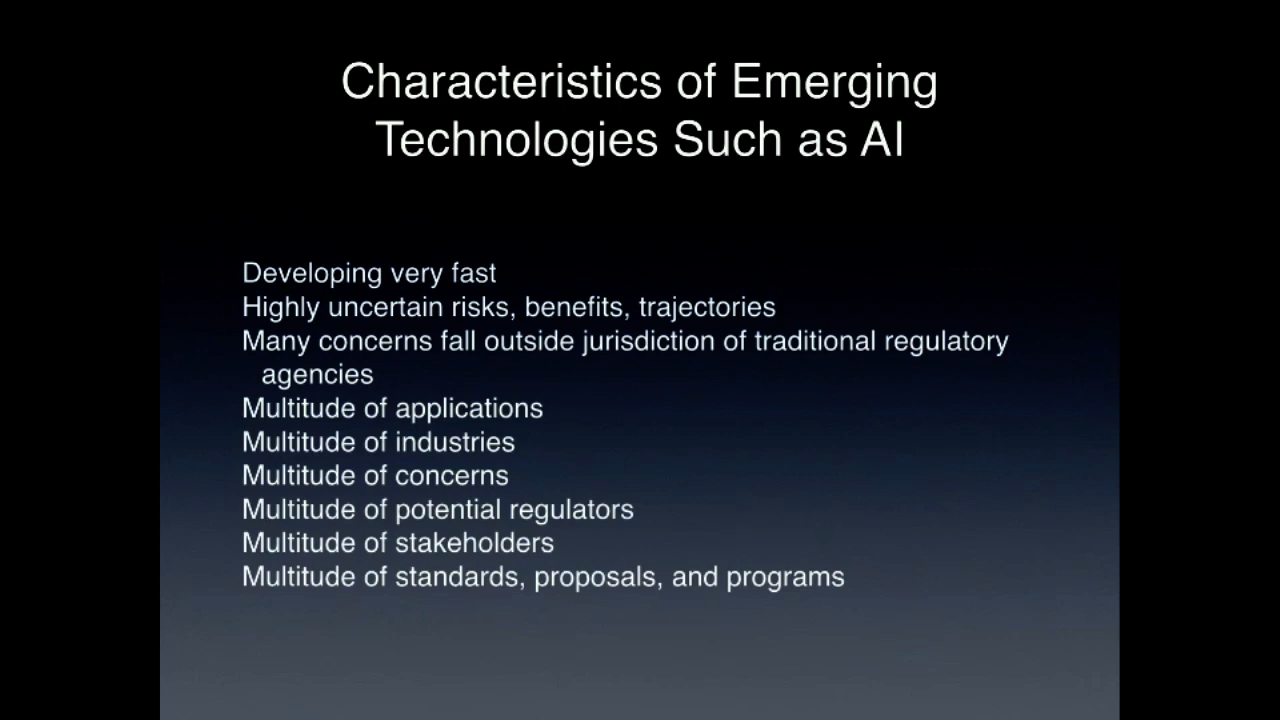 Characteristics of Emerging
Technologies Such as AI
Developing very fast
Highly uncertain risks, benefits, trajectories
Many concerns fall outside jurisdiction of traditional regulatory
agencies
Multitude of applications
Multitude of industries
Multitude of concerns
Multitude of potential regulators
Multitude of stakeholders
Multitude of standards, proposals, and programs